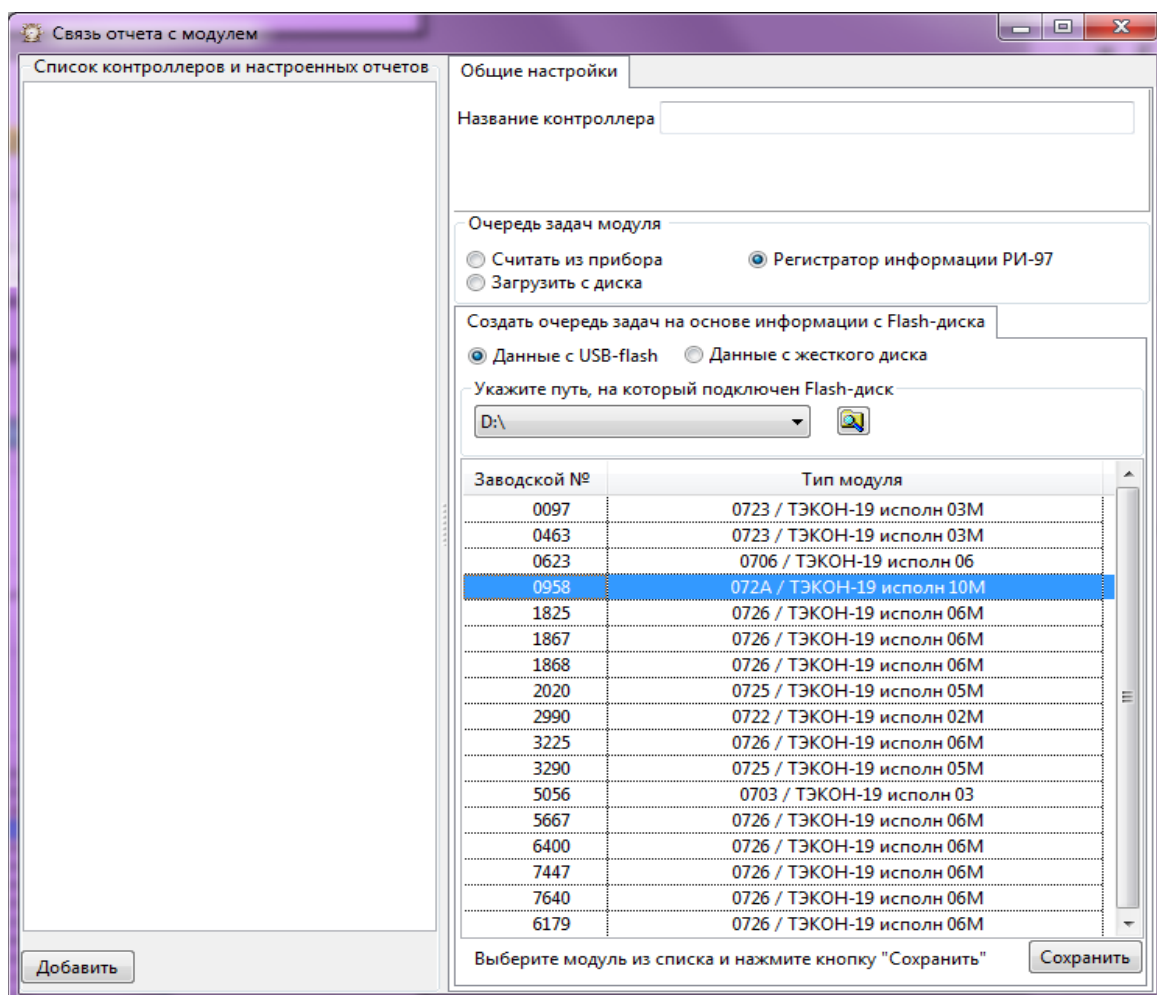 Связь отчета с модулем
Список контроллеров и настроенных отчетов
Добавить
Общие настройки
Название контроллера
Очередь задач модуля
Считать из прибора Регистратор информации РИ-97
Загрузить с диска
Создать очередь задач на основе информации с Flash-диска
Данные с USB-flash Данные с жесткого диска
Укажите путь, на который подключен Flash-диск
D:\
Заводской № Тип модуля
0097 0723 / ТЭКОН-19 исполн 03М
0463 0723 / ТЭКОН-19 исполн 03М
0623 0706 / ТЭКОН-19 исполн 06
0958 072A / ТЭКОН-19 исполн 10М
1825 0726 / ТЭКОН-19 исполн 06М
1867 0726 / ТЭКОН-19 исполн 06М
1868 0726 / ТЭКОН-19 исполн 06М
2020 0725 / ТЭКОН-19 исполн 05М
2990 0722 / ТЭКОН-19 исполн 02М
3225 0726 / ТЭКОН-19 исполн 06М
3290 0725 / ТЭКОН-19 исполн 05М
5056 0703 / ТЭКОН-19 исполн 03
5667 0726 / ТЭКОН-19 исполн 06М
6400 0726 / ТЭКОН-19 исполн 06М
7447 0726 / ТЭКОН-19 исполн 06М
7640 0726 / ТЭКОН-19 исполн 06М
6179 0726 / ТЭКОН-19 исполн 06М
Выберите модуль из списка и нажмите кнопку "Сохранить" Сохранить